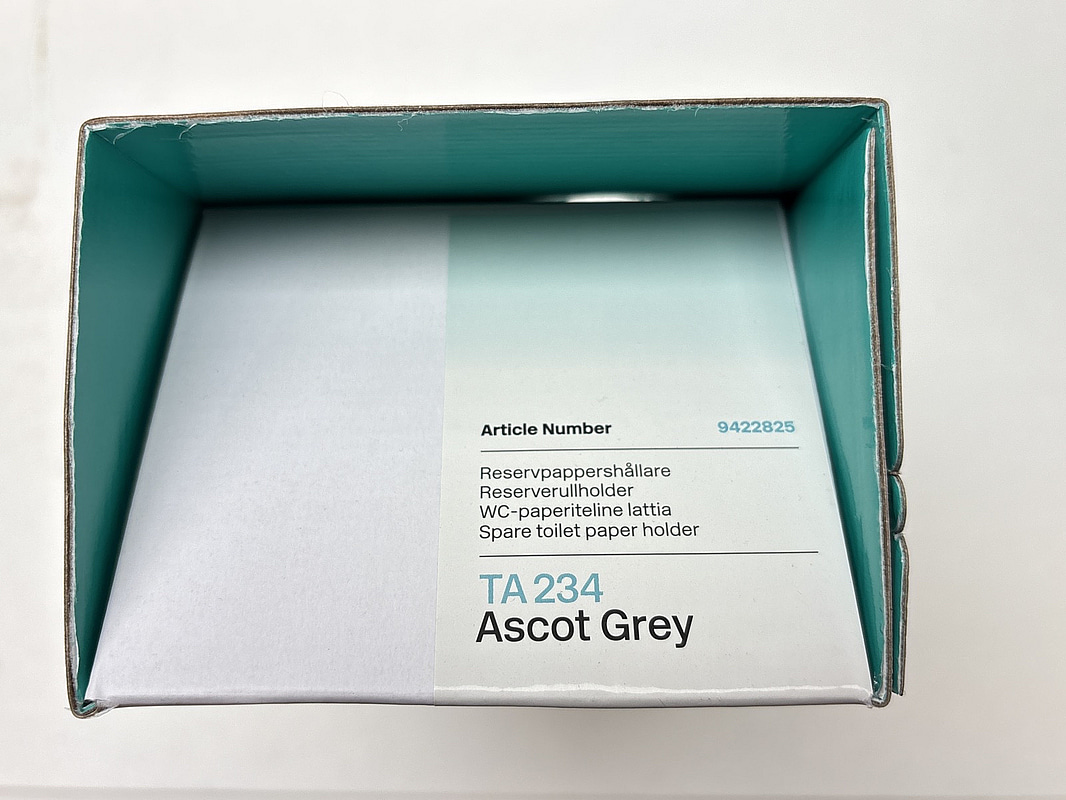 Article Number 9422825
Reservpappershållare
Reserverullholder
WC-paperiteline lattia
Spare toilet paper holder
TA 234
Ascot Grey